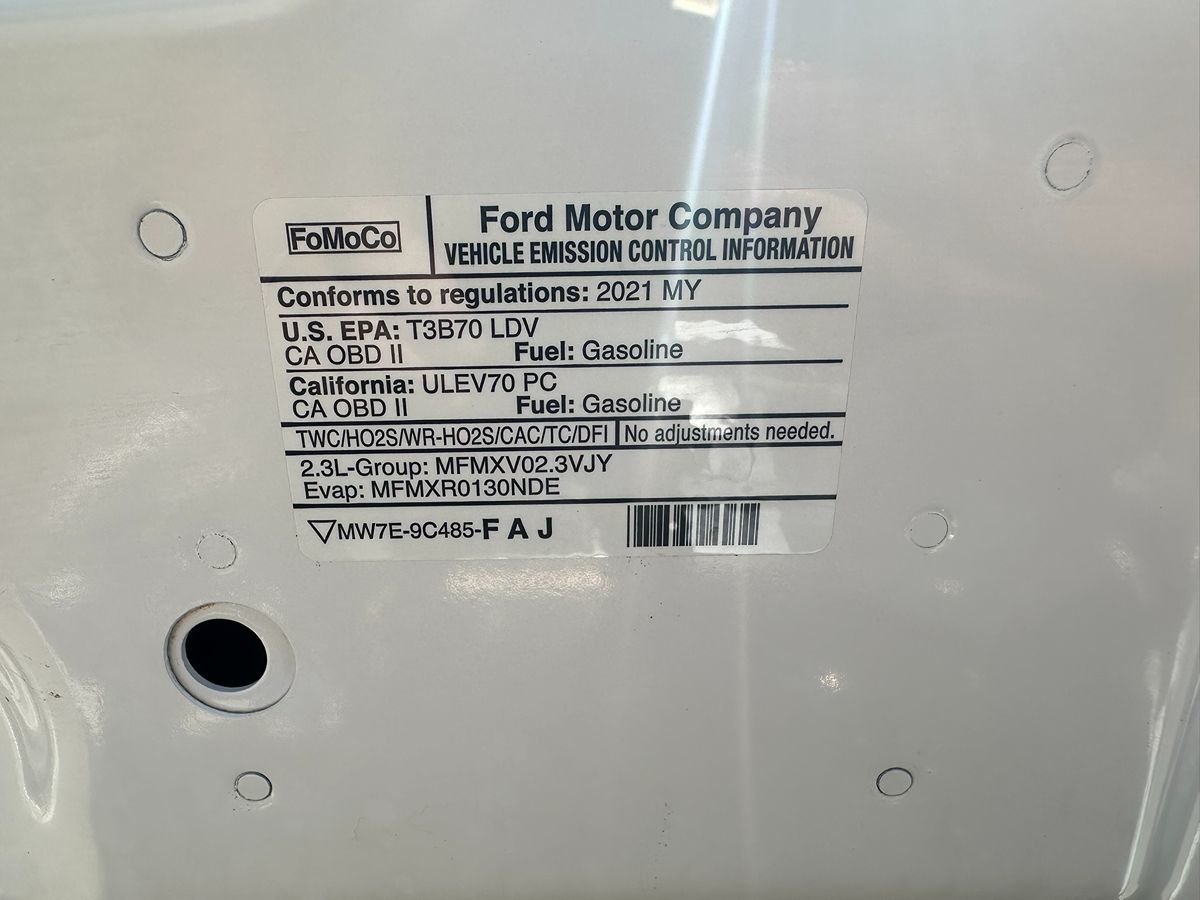 FoMoCo
Ford Motor Company
VEHICLE EMISSION CONTROL INFORMATION
Conforms to regulations: 2021 MY
U.S. EPA: T3B70 LDV
CA OBD II Fuel: Gasoline
California: ULEV70 PC
CA OBD II Fuel: Gasoline
TWC/HO2S/WR-HO2S/CAC/TC/DFI No adjustments needed.
2.3L-Group: MFMXV02.3VJY
Evap: MFMXR0130NDE
MW7E-9C485-F A J